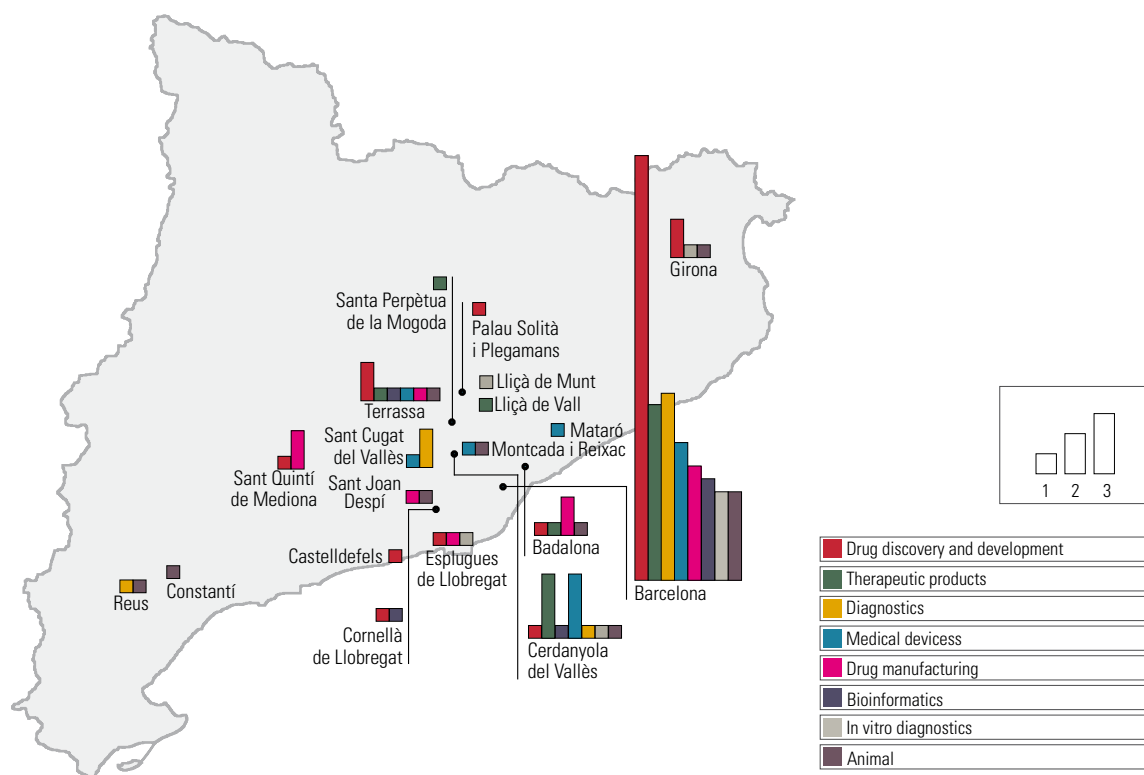 Girona
Santa Perpètua
de la Mogoda
Palau Solità
i Plegamans
Lliçà de Munt
Lliçà de Vall
Terrassa
Mataró
Sant Cugat
del Vallès
Montcada i Reixac
Sant Quintí
de Mediona
Sant Joan
Despí
Badalona
Castelldefels
Esplugues
de Llobregat
Constantí
Reus
Barcelona
Cornellà
de Llobregat
Cerdanyola
del Vallès
1 2 3
Drug discovery and development
Therapeutic products
Diagnostics
Medical devicess
Drug manufacturing
Bioinformatics
In vitro diagnostics
Animal